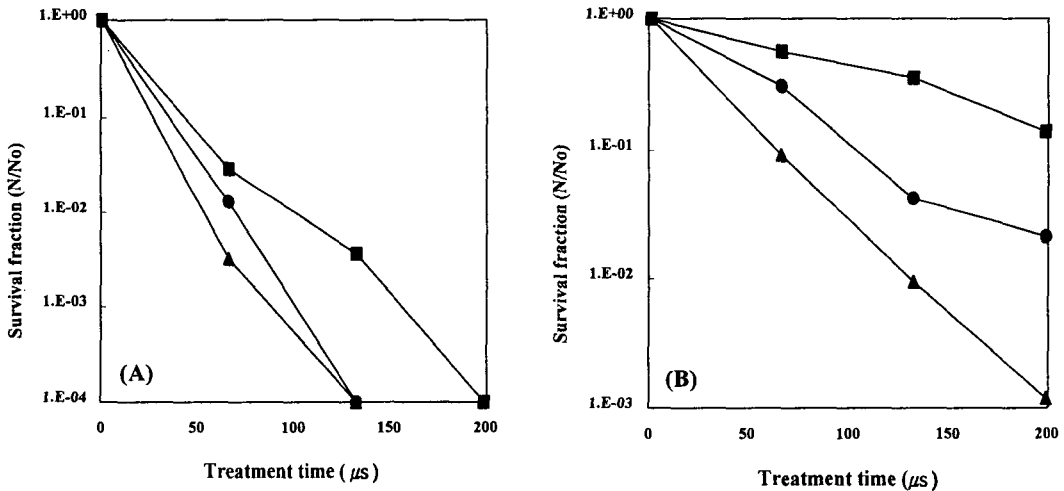 1.E+00
1.E-01
1.E-02
1.E-03
1.E-04
Survival fraction (N/No)
(A)
0 50 100 150 200
Treatment time (μs)
1.E+00
1.E-01
1.E-02
1.E-03
Survival fraction (N/No)
(B)
0 50 100 150 200
Treatment time (μs)